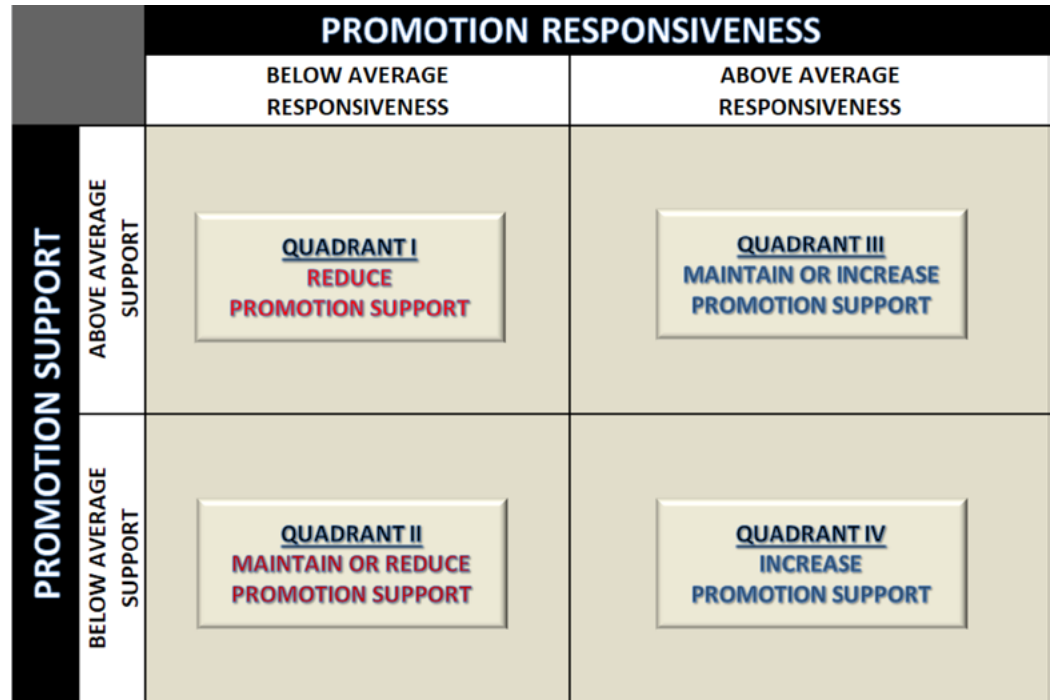 PROMOTION RESPONSIVENESS
BELOW AVERAGE
RESPONSIVENESS
ABOVE AVERAGE
RESPONSIVENESS
PROMOTION SUPPORT
ABOVE AVERAGE
SUPPORT
QUADRANT I
REDUCE
PROMOTION SUPPORT
QUADRANT III
MAINTAIN OR INCREASE
PROMOTION SUPPORT
BELOW AVERAGE
SUPPORT
QUADRANT II
MAINTAIN OR REDUCE
PROMOTION SUPPORT
QUADRANT IV
INCREASE
PROMOTION SUPPORT